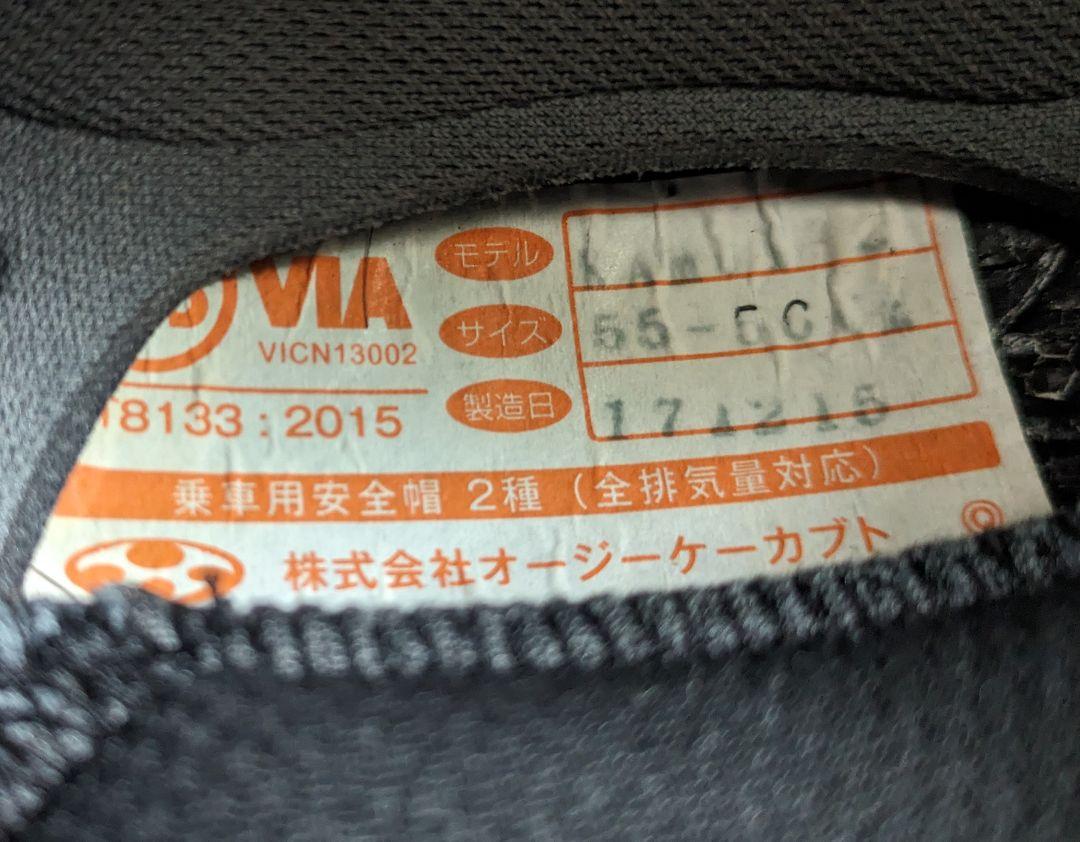 VIA
VICN13002
T8133:2015
モデル
サイズ 55-
製造日 171216
乗車用安全帽 2種 (全排気量対応)
株式会社オージーケーカブト